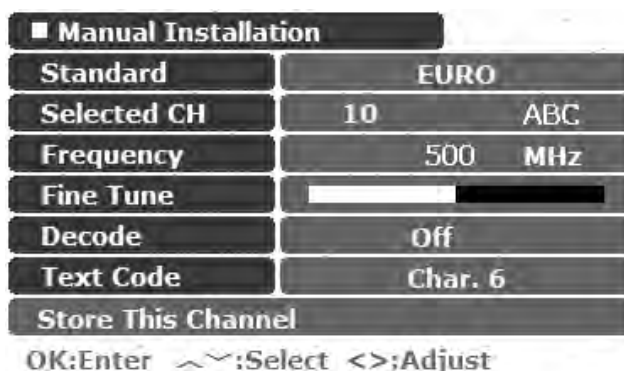 Manual Installation
Standard EURO
Selected CH 10 ABC
Frequency 500 MHz
Fine Tune
Decode Off
Text Code Char. 6
Store This Channel
OK:Enter ︿﹀:Select <>:Adjust